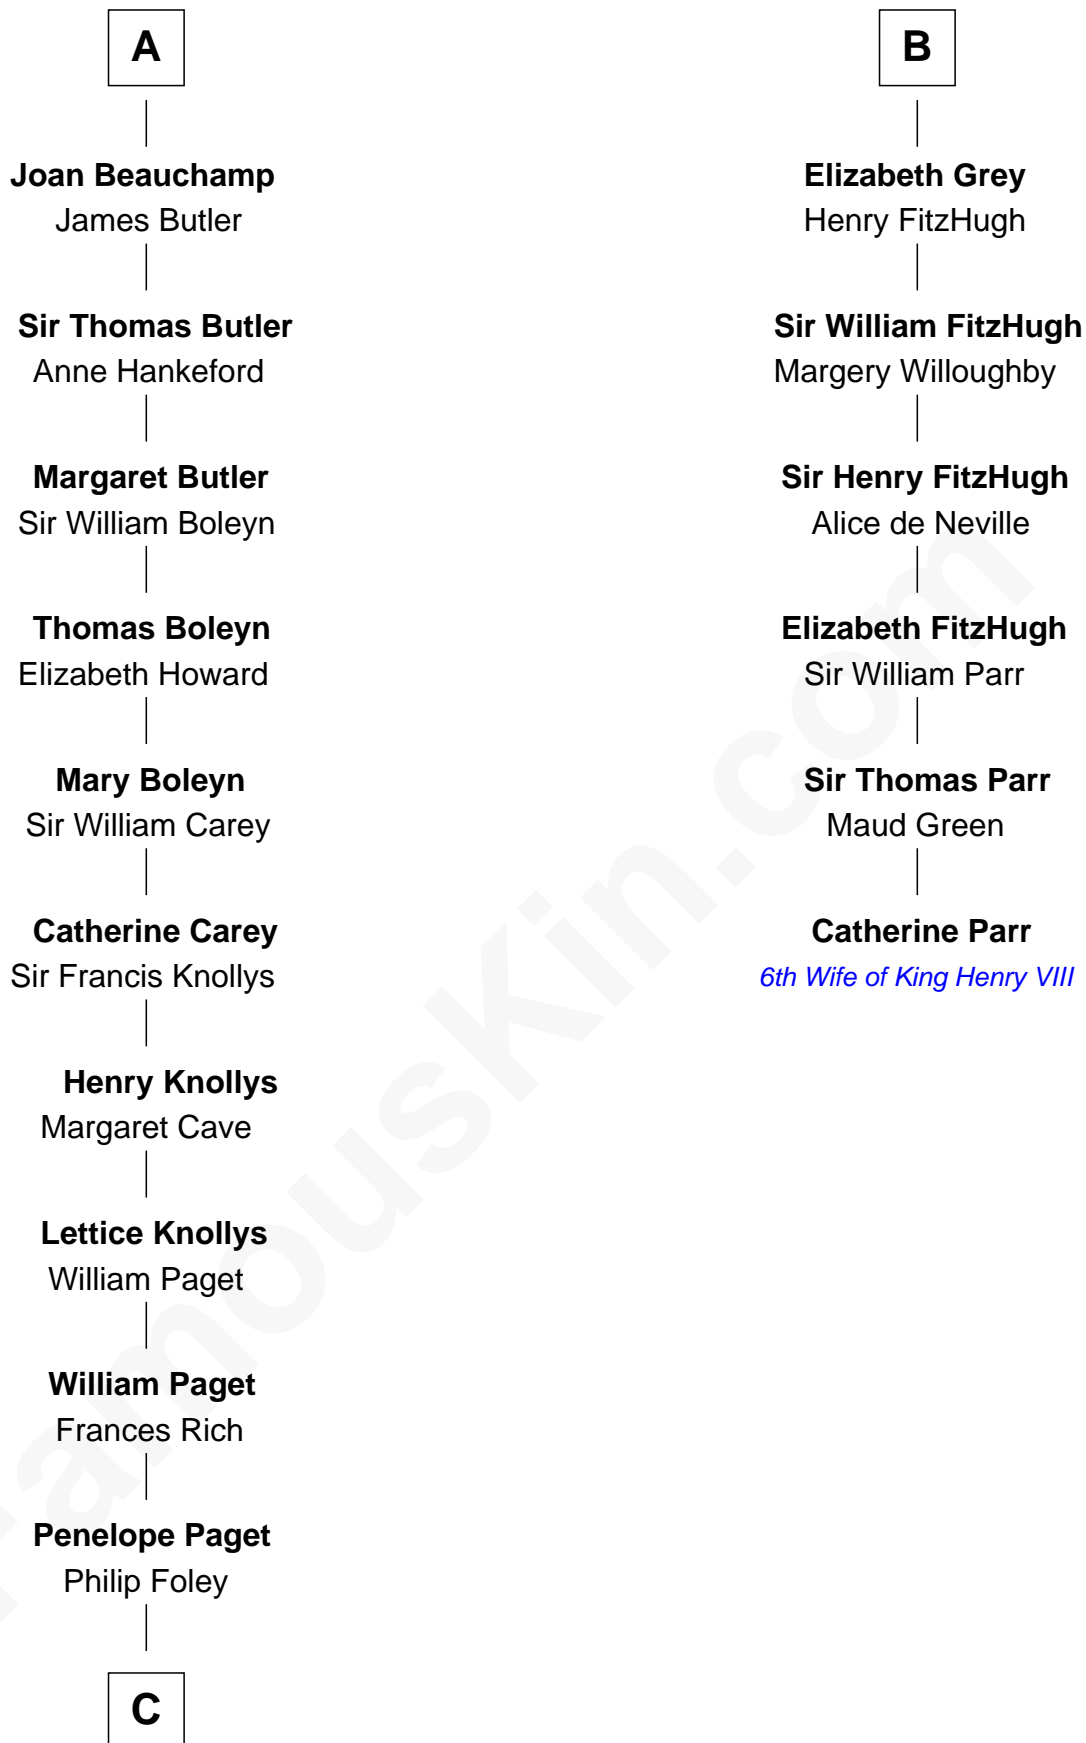 A
Joan Beauchamp
James Butler
Sir Thomas Butler
Anne Hankeford
Margaret Butler
Sir William Boleyn
Thomas Boleyn
Elizabeth Howard
Mary Boleyn
Sir William Carey
Catherine Carey
Sir Francis Knollys
Henry Knollys
Margaret Cave
Lettice Knollys
William Paget
William Paget
Frances Rich
Penelope Paget
Philip Foley
C
B
Elizabeth Grey
Henry FitzHugh
Sir William FitzHugh
Margery Willoughby
Sir Henry FitzHugh
Alice de Neville
Elizabeth FitzHugh
Sir William Parr
Sir Thomas Parr
Maud Green
Catherine Parr
6th Wife of King Henry VIII
FamousKin.com